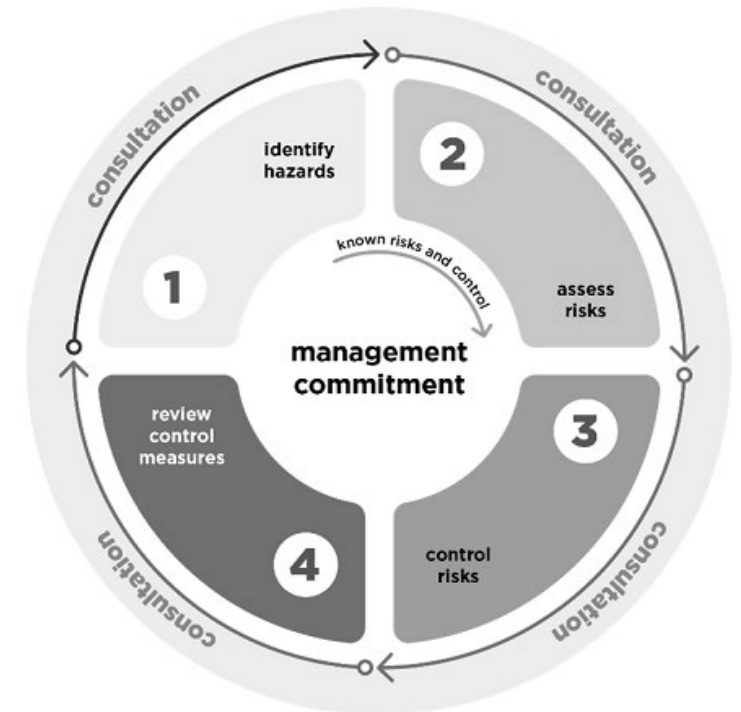 consultation
consultation
identify
hazards
2
known risks and control
1
assess
risks
management
commitment
review
control
measures
3
4
control
risks
consultation
consultation